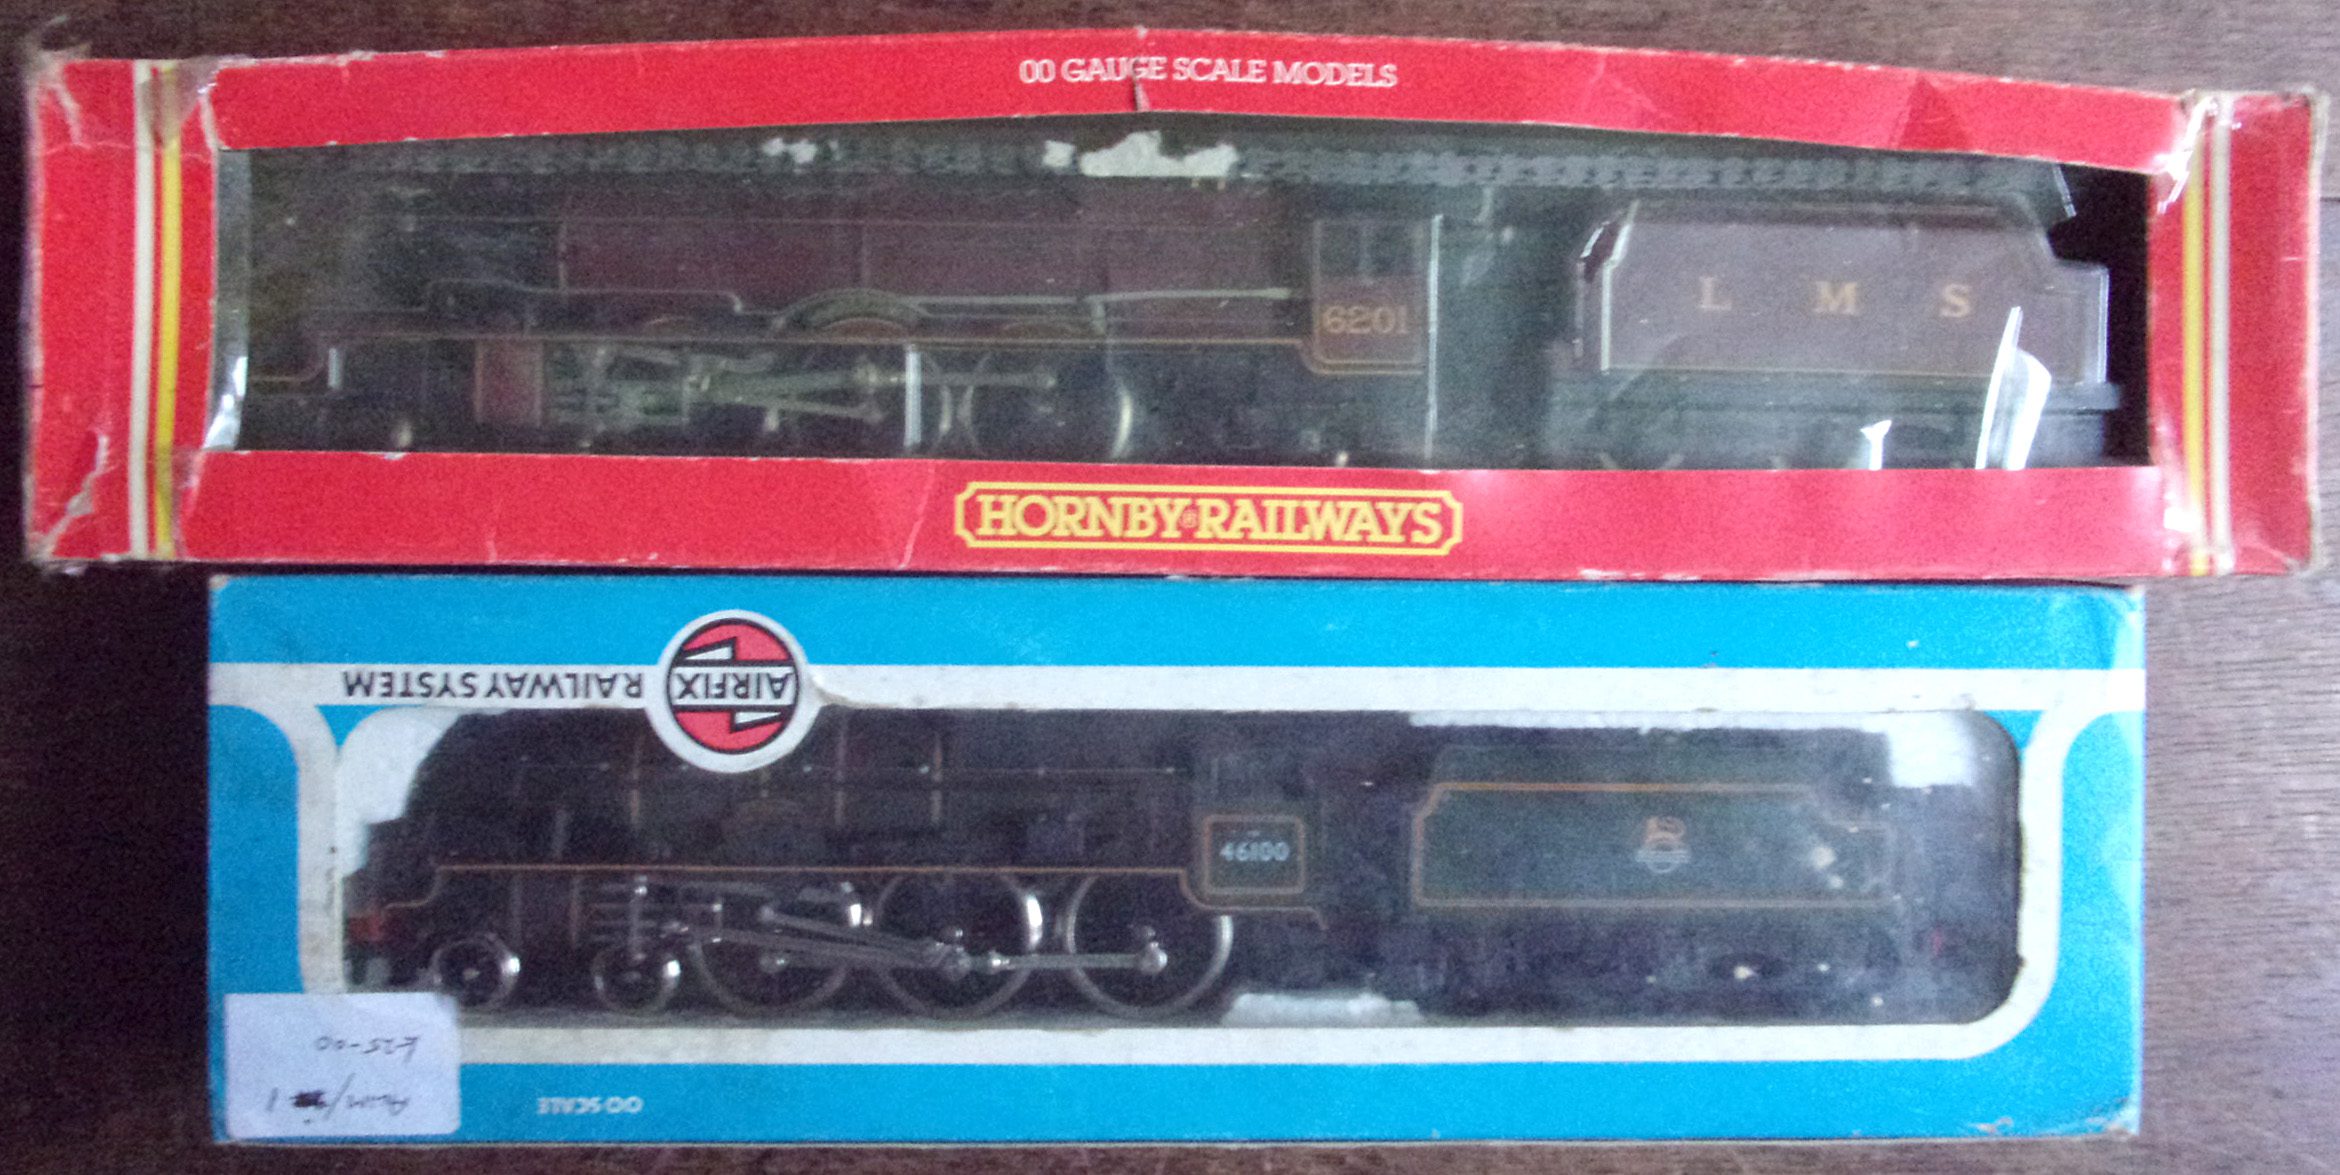 00 GAUGE SCALE MODELS
6201
L M S
HORNBY RAILWAYS
AIRFIX RAILWAY SYSTEM
46100
£25-00
OO SCALE